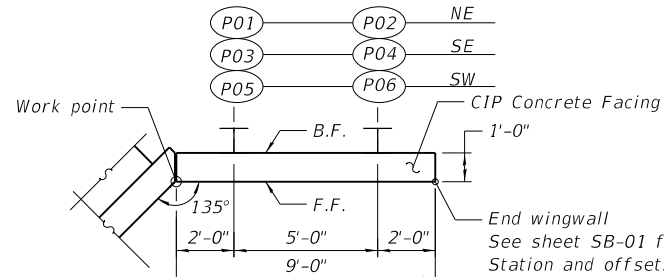 P01 P02 NE
P03 P04 SE
P05 P06 SW
Work point
CIP Concrete Facing
B.F.
1'-0"
135°
F.F.
2'-0" 5'-0" 2'-0"
9'-0"
End wingwall
See sheet SB-01 f
Station and offset.